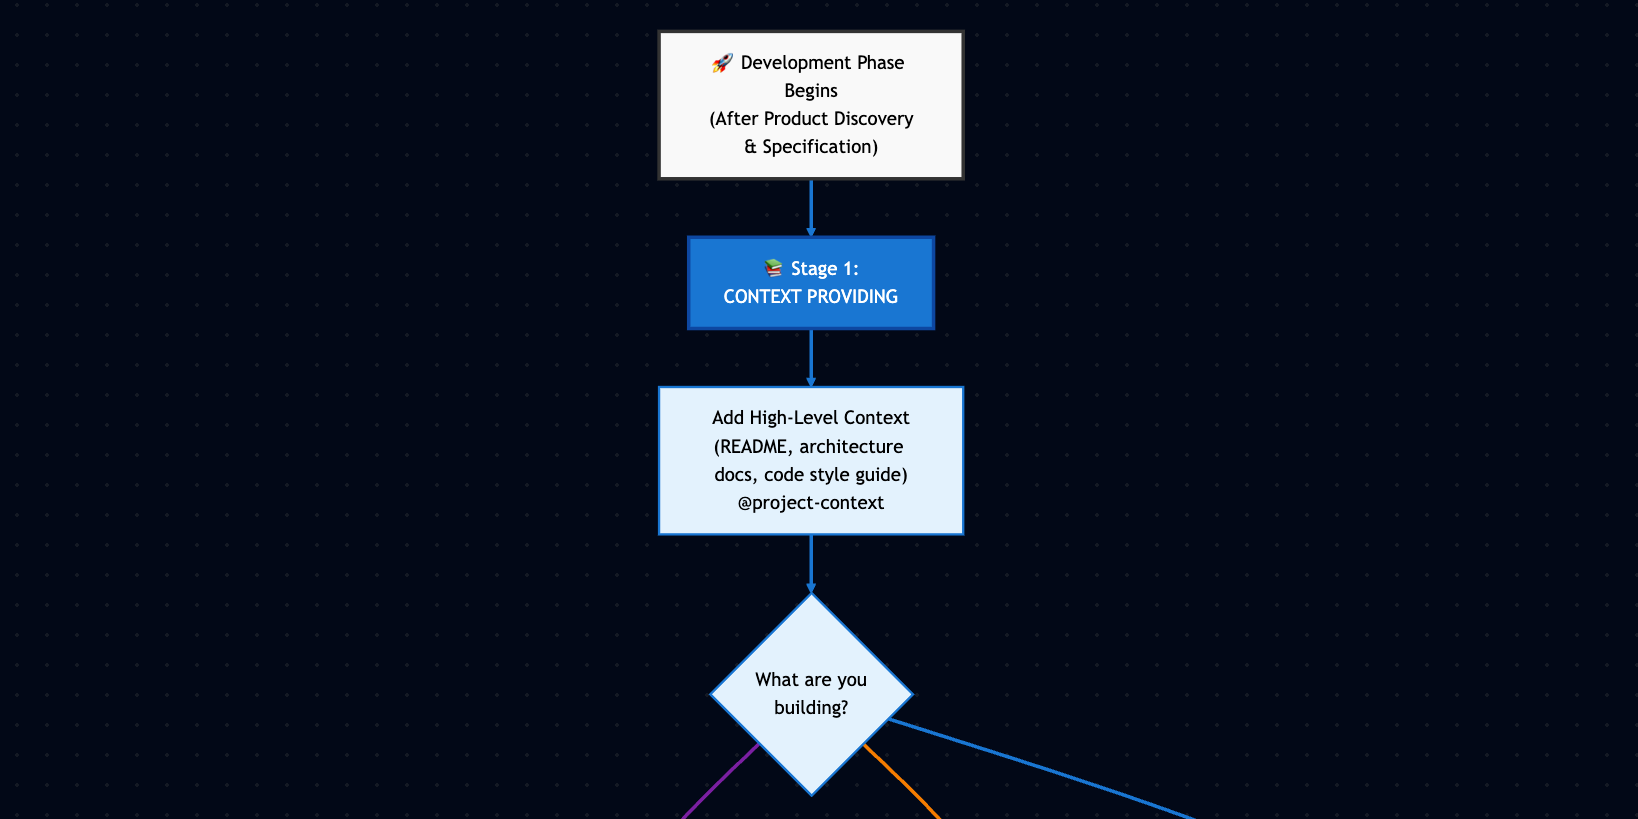 🚀 Development Phase
Begins
(After Product Discovery
& Specification)
📚 Stage 1:
CONTEXT PROVIDING
Add High-Level Context
(README, architecture
docs, code style guide)
@project-context
What are you
building?